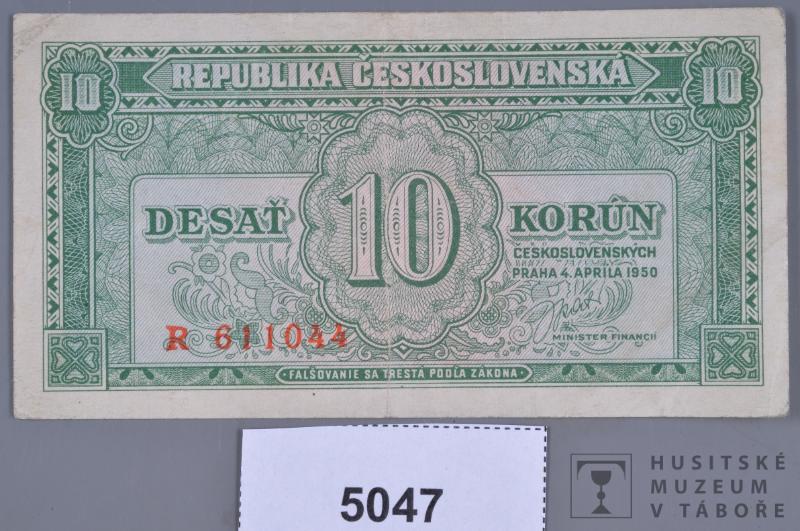 REPUBLIKA ČESKOSLOVENSKÁ
10
10
DESAŤ
10
KORÚN
ČESKOSLOVENSKÝCH
PRAHA 4. APRÍLA 1950
MINISTER FINANCIÍ
R 611044
FALŠOVANIE SA TRESTÁ PODĽA ZÁKONA
5047
HUSITSKÉ
MUZEUM
V TÁBOŘE